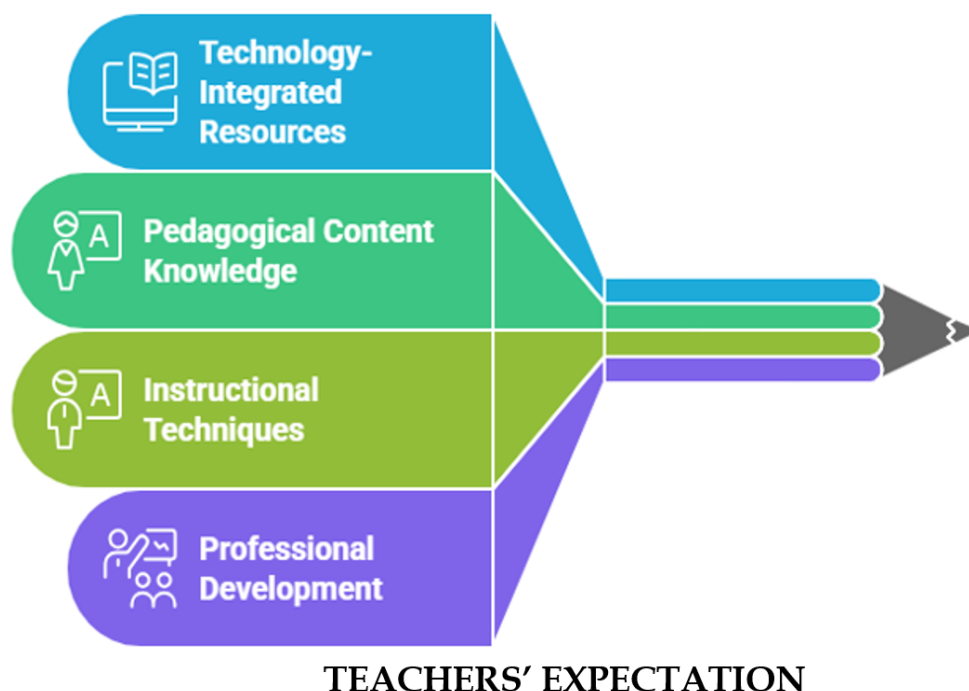 Technology-
Integrated
Resources
A
Pedagogical Content
Knowledge
A
Instructional
Techniques
Professional
Development
TEACHERS’ EXPECTATION